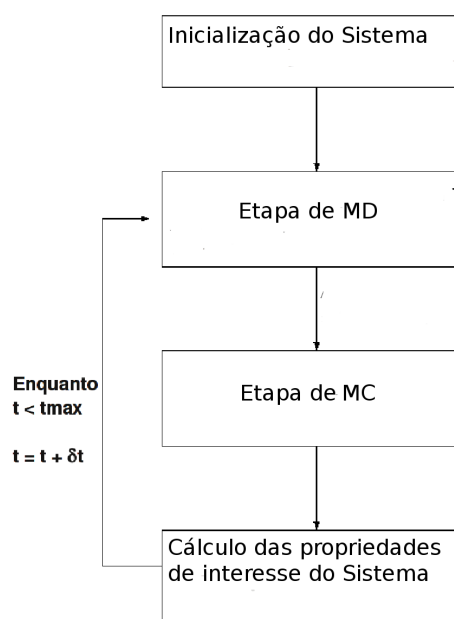 Inicialização do Sistema
Etapa de MD
Etapa de MC
Enquanto
t < tmax
t = t + δt
Cálculo das propriedades
de interesse do Sistema